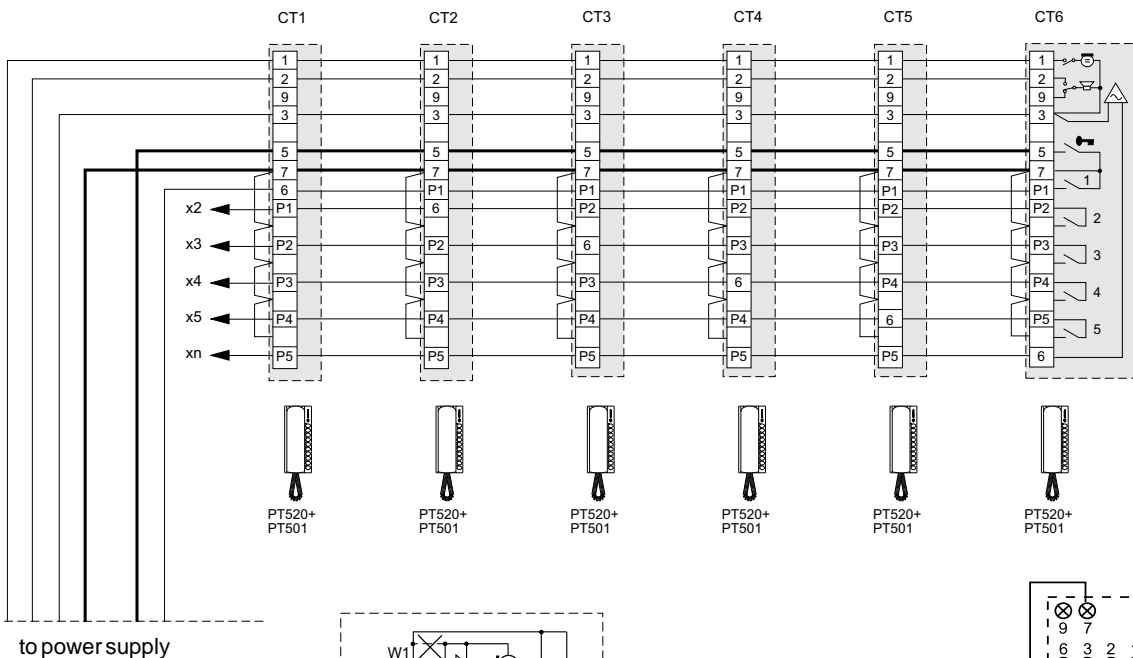 CT1 CT2 CT3 CT4 CT5 CT6
1 1 1 1 1 1
2 2 2 2 2 2
9 9 9 9 9 9
3 3 3 3 3 3
5 5 5 5 5 5
7 7 7 7 7 7
6 P1 P1 P1 P1 P1 1
x2 P1 6 P2 P2 P2 P2 2
x3 P2 P2 6 P3 P3 P3 3
x4 P3 P3 P3 6 P4 P4 4
x5 P4 P4 P4 P4 6 P5 5
xn P5 P5 P5 P5 P5 6
PT520+ PT520+ PT520+ PT520+ PT520+ PT520+
PT501 PT501 PT501 PT501 PT501 PT501
to power supply
W1
9 7
6 3 2